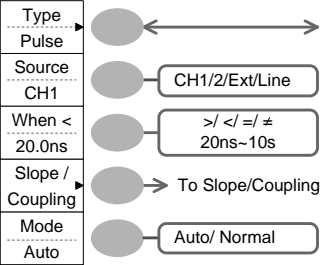 Type
Pulse
Source
CH1
CH1/2/Ext/Line
When <
20.0ns
>/ </ =/ ≠
20ns~10s
Slope /
Coupling
To Slope/Coupling
Mode
Auto
Auto/ Normal